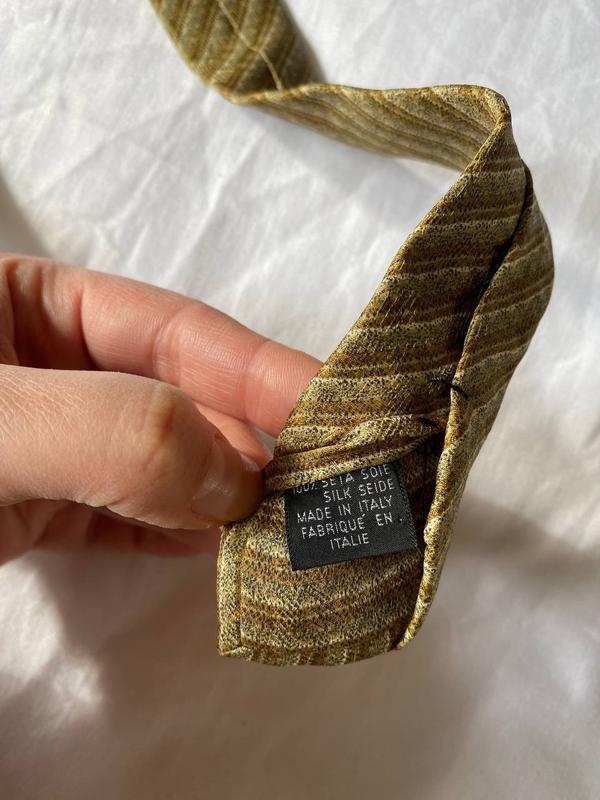 100% SETA SOIE
SILK SEIDE
MADE IN ITALY
FABRIQUÉ EN
ITALIE